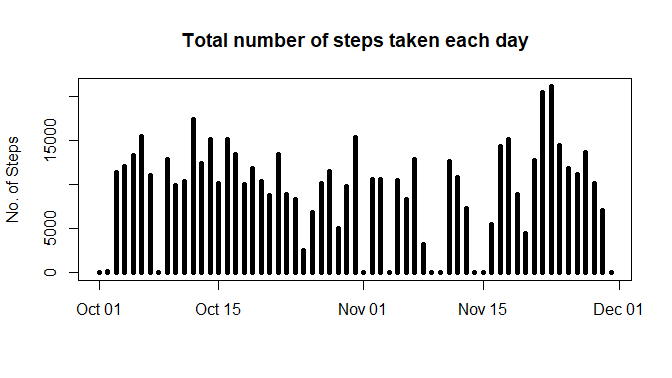 Total number of steps taken each day
No. of Steps
15000
5000
0
Oct 01
Oct 15
Nov 01
Nov 15
Dec 01